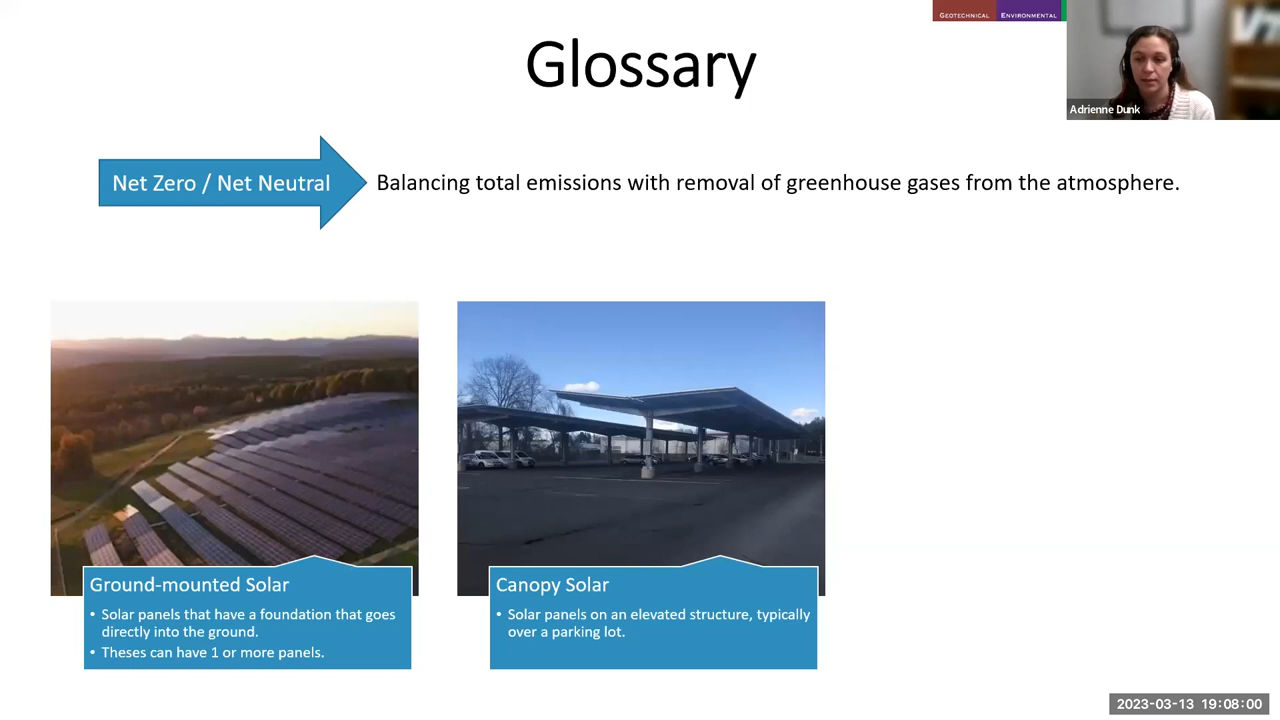 GEOTECHNICAL ENVIRONMENTAL
Glossary
Adrienne Dunk
Net Zero / Net Neutral
Balancing total emissions with removal of greenhouse gases from the atmosphere.
Ground-mounted Solar
• Solar panels that have a foundation that goes
directly into the ground.
• Theses can have 1 or more panels.
Canopy Solar
• Solar panels on an elevated structure, typically
over a parking lot.
2023-03-13 19:08:00